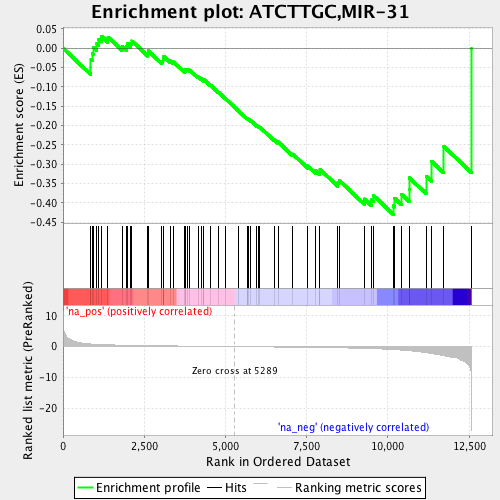 Enrichment plot: ATCTTGC,MIR-31
Enrichment score (ES)
0.05
0.00
-0.05
-0.10
-0.15
-0.20
-0.25
-0.30
-0.35
-0.40
-0.45
'na_pos' (positively correlated)
Ranked list metric (PreRanked)
10
5
0
-5
-10
-15
-20
Zero cross at 5289
'na_neg' (negatively correlated)
0
2,500
5,000
7,500
10,000
12,500
Rank in Ordered Dataset
Enrichment profile
Hits
Ranking metric scores